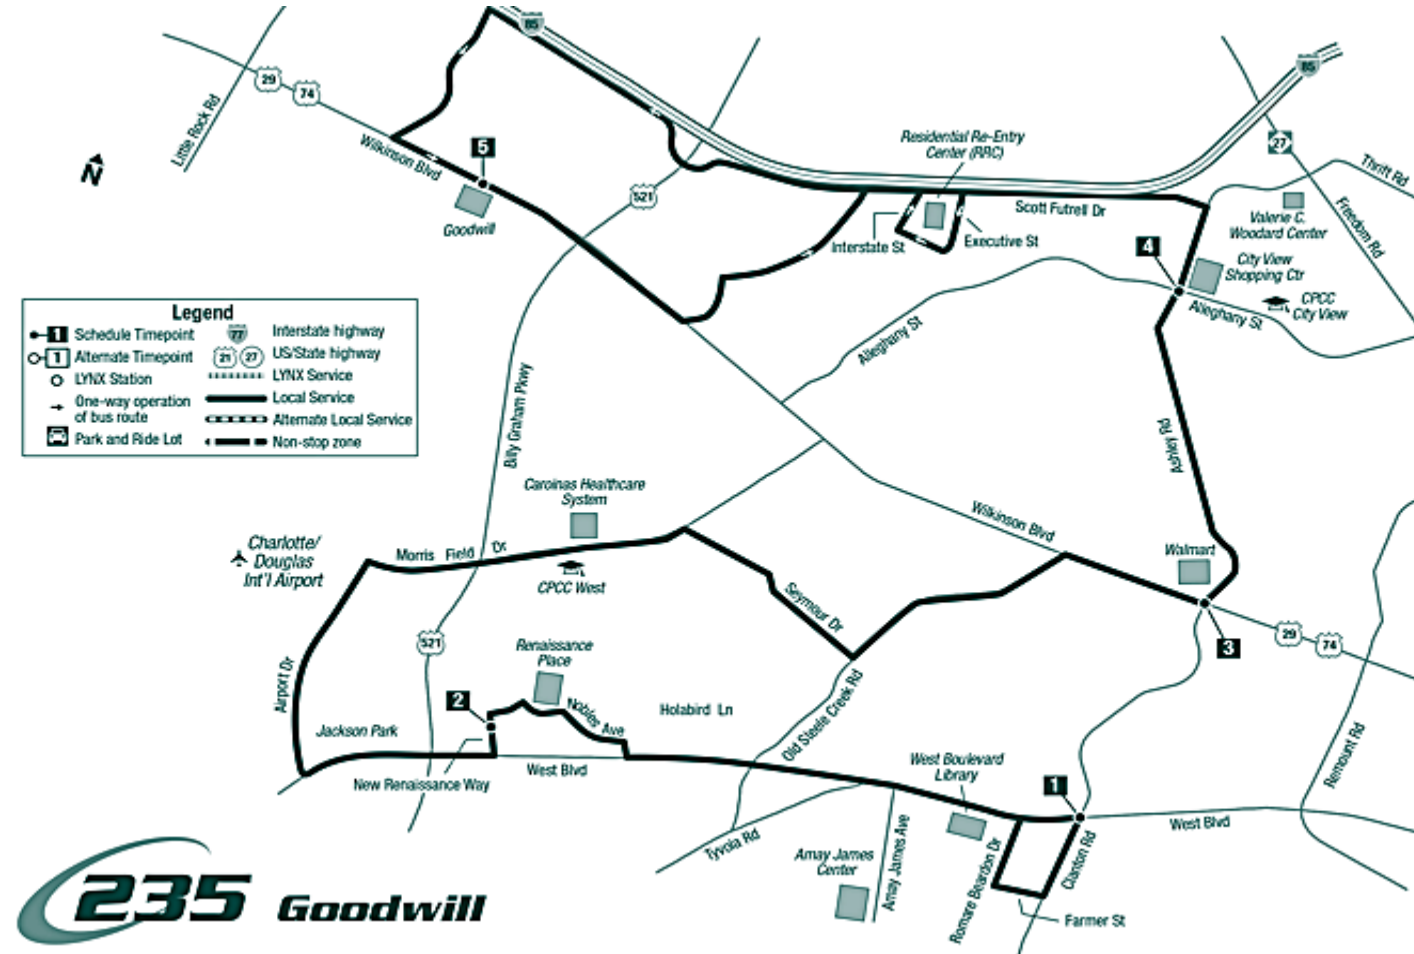 85
85
29
74
Little Rock Rd
27
Residential Re-Entry
Center (RRC)
Thrift Rd
5
Wilkinson Blvd
N
521
Goodwill
Scott Futrell Dr
Interstate St
Executive St
Valerie C.
Woodard Center
Freedom Rd
4
City View
Shopping Ctr
CPCC
City View
Alleghany St
Alleghany St
Legend
1 Schedule Timepoint
1 Alternate Timepoint
LYNX Station
One-way operation
of bus route
Park and Ride Lot
77 Interstate highway
21 27 US/State highway
LYNX Service
Local Service
Alternate Local Service
Non-stop zone
Billy Graham Pkwy
Ashley Rd
Caroinas Healthcare
System
Wilkinson Blvd
Charlotte/
Douglas
Int'l Airport
Morris Field Dr
Walmart
CPCC West
Seymour Dr
521
Renaissance
Place
29
74
3
Airport Dr
2
Nobles Ave
Holabird Ln
Jackson Park
Old Steele Creek Rd
Remount Rd
West Boulevard
Library
New Renaissance Way
West Blvd
1
West Blvd
Tyvola Rd
Amay James
Center
Amay James Ave
Romare Beardon Dr
Clanton Rd
Farmer St
235 Goodwill